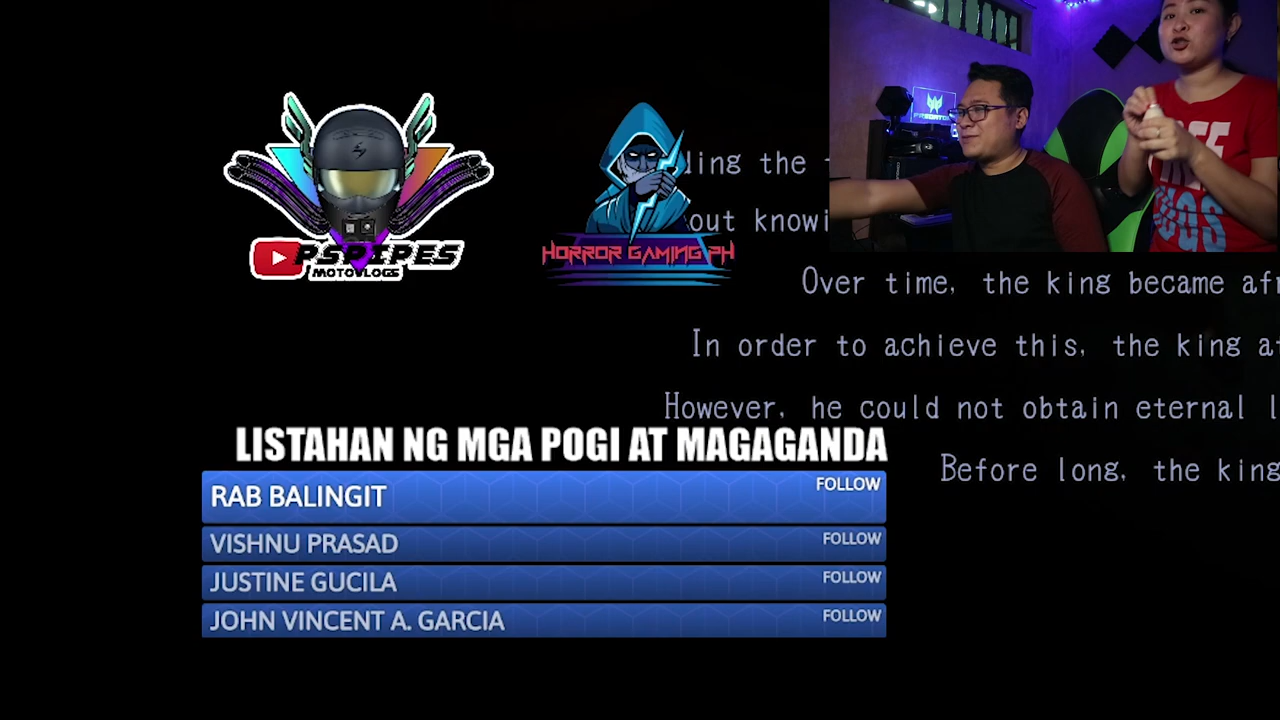 PSPIPES
MOTOVLOGS
HORROR GAMING PH
PREDATOR
ding the
out knowi
Over time, the king became afr
In order to achieve this, the king a
However, he could not obtain eternal l
Before long, the king
LISTAHAN NG MGA POGI AT MAGAGANDA
RAB BALINGIT FOLLOW
VISHNU PRASAD FOLLOW
JUSTINE GUCILA FOLLOW
JOHN VINCENT A. GARCIA FOLLOW